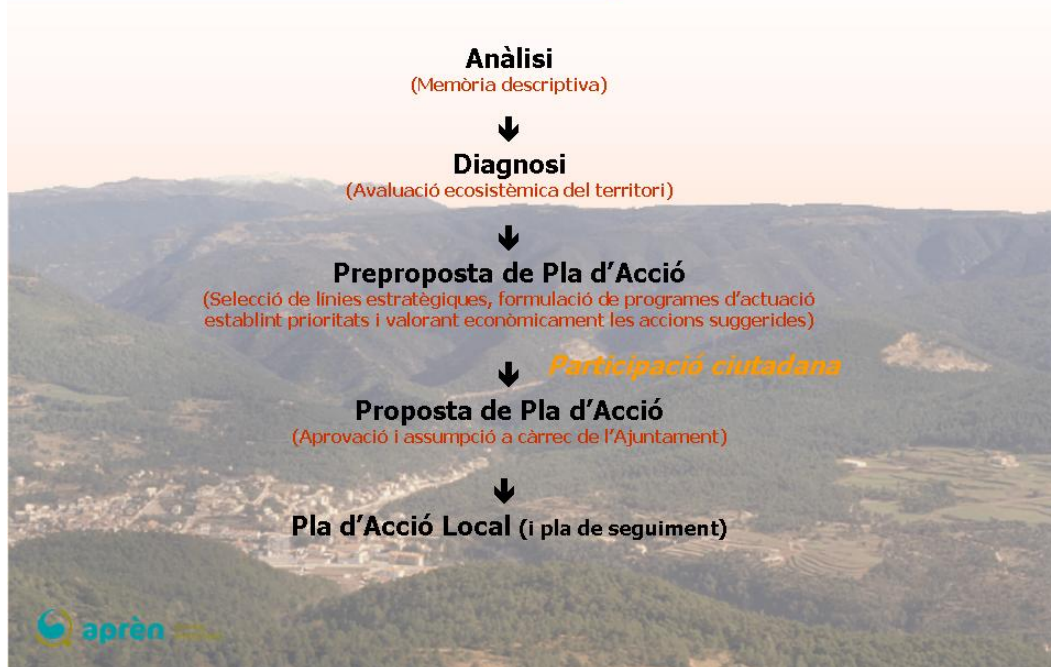 Anàlisi
(Memòria descriptiva)
Diagnosi
(Avaluació ecosistèmica del territori)
Preproposta de Pla d'Acció
(Selecció de línies estratègiques, formulació de programes d'actuació
establint prioritats i valorant econòmicament les accions suggerides)
Participació ciutadana
Proposta de Pla d'Acció
(Aprovació i assumpció a càrrec de l'Ajuntament)
Pla d'Acció Local (i pla de seguiment)
aprèn